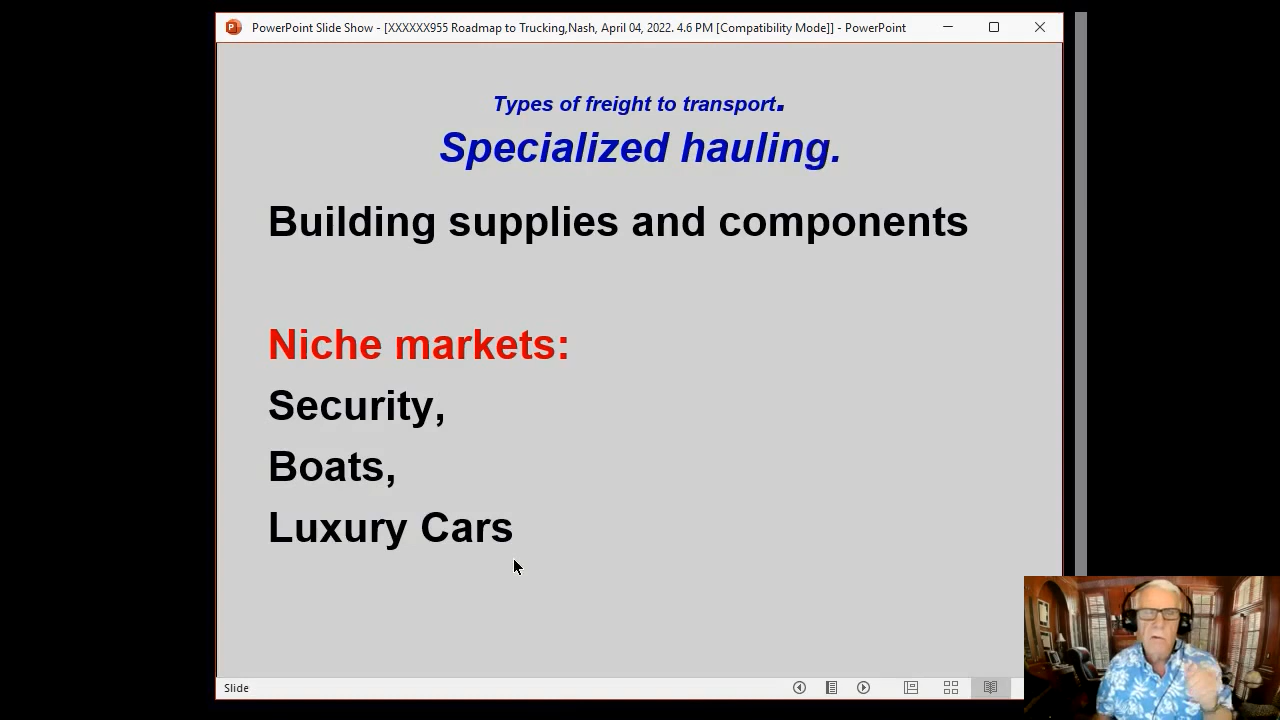 PowerPoint Slide Show - [XXXXXX955 Roadmap to Trucking,Nash, April 04, 2022. 4.6 PM [Compatibility Mode]] - PowerPoint
Types of freight to transport.
Specialized hauling.
Building supplies and components
Niche markets:
Security,
Boats,
Luxury Cars
Slide